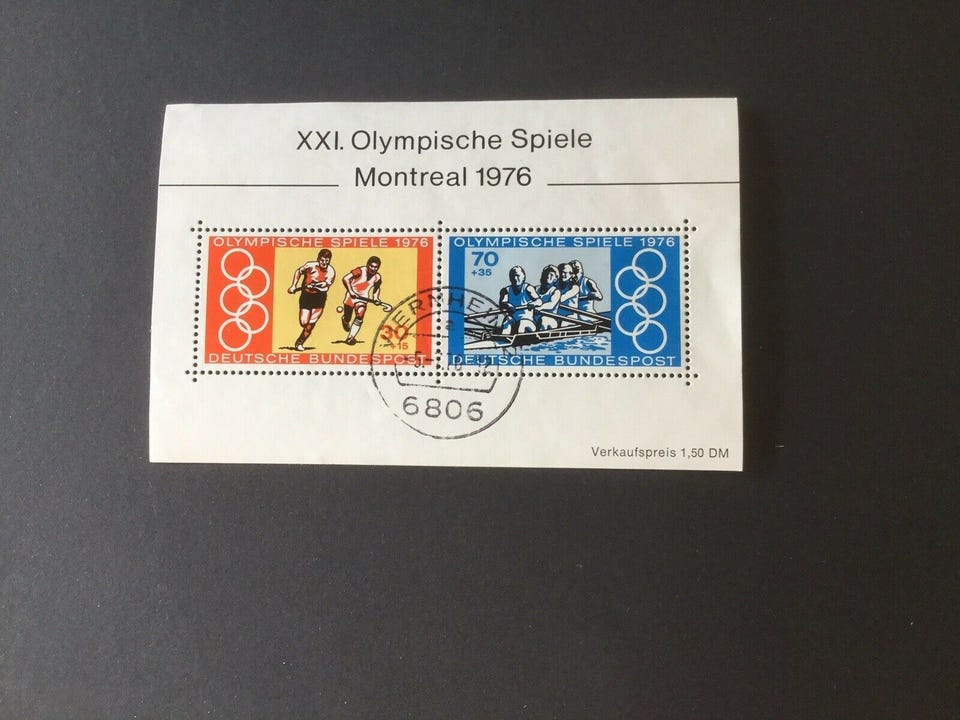 XXI. Olympische Spiele
Montreal 1976
OLYMPISCHE SPIELE 1976
30
+15
DEUTSCHE BUNDESPOST
OLYMPISCHE SPIELE 1976
70
+35
DEUTSCHE BUNDESPOST
6806
Verkaufspreis 1,50 DM